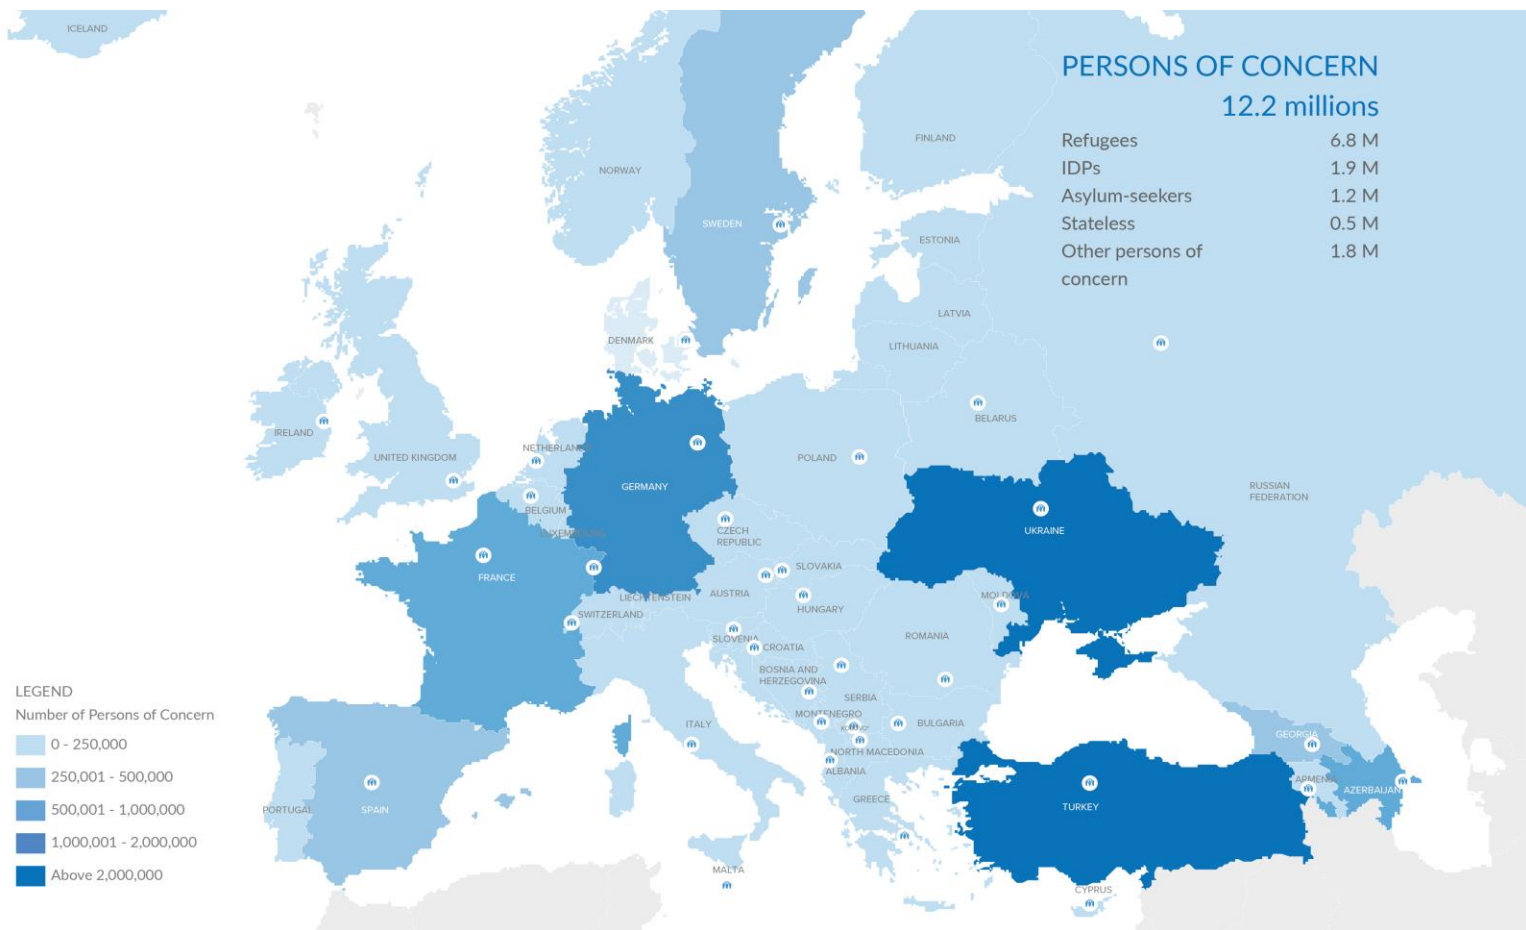 ICELAND
PERSONS OF CONCERN
12.2 millions
Refugees 6.8 M
IDPs 1.9 M
Asylum-seekers 1.2 M
Stateless 0.5 M
Other persons of 1.8 M
concern
FINLAND
NORWAY
SWEDEN
ESTONIA
LATVIA
DENMARK
LITHUANIA
BELARUS
IRELAND
NETHERLANDS
UNITED KINGDOM
POLAND
GERMANY
RUSSIAN
FEDERATION
BELGIUM
UKRAINE
LUXEMBOURG
CZECH
REPUBLIC
FRANCE
SLOVAKIA
LIECHTENSTEIN
AUSTRIA
MOLDOVA
HUNGARY
SWITZERLAND
SLOVENIA
CROATIA
ROMANIA
BOSNIA AND
HERZEGOVINA
SERBIA
MONTENEGRO
ITALY
BULGARIA
GEORGIA
NORTH MACEDONIA
ALBANIA
ARMENIA
AZERBAIJAN
GREECE
PORTUGAL
SPAIN
TURKEY
MALTA
CYPRUS
LEGEND
Number of Persons of Concern
0 - 250,000
250,001 - 500,000
500,001 - 1,000,000
1,000,001 - 2,000,000
Above 2,000,000